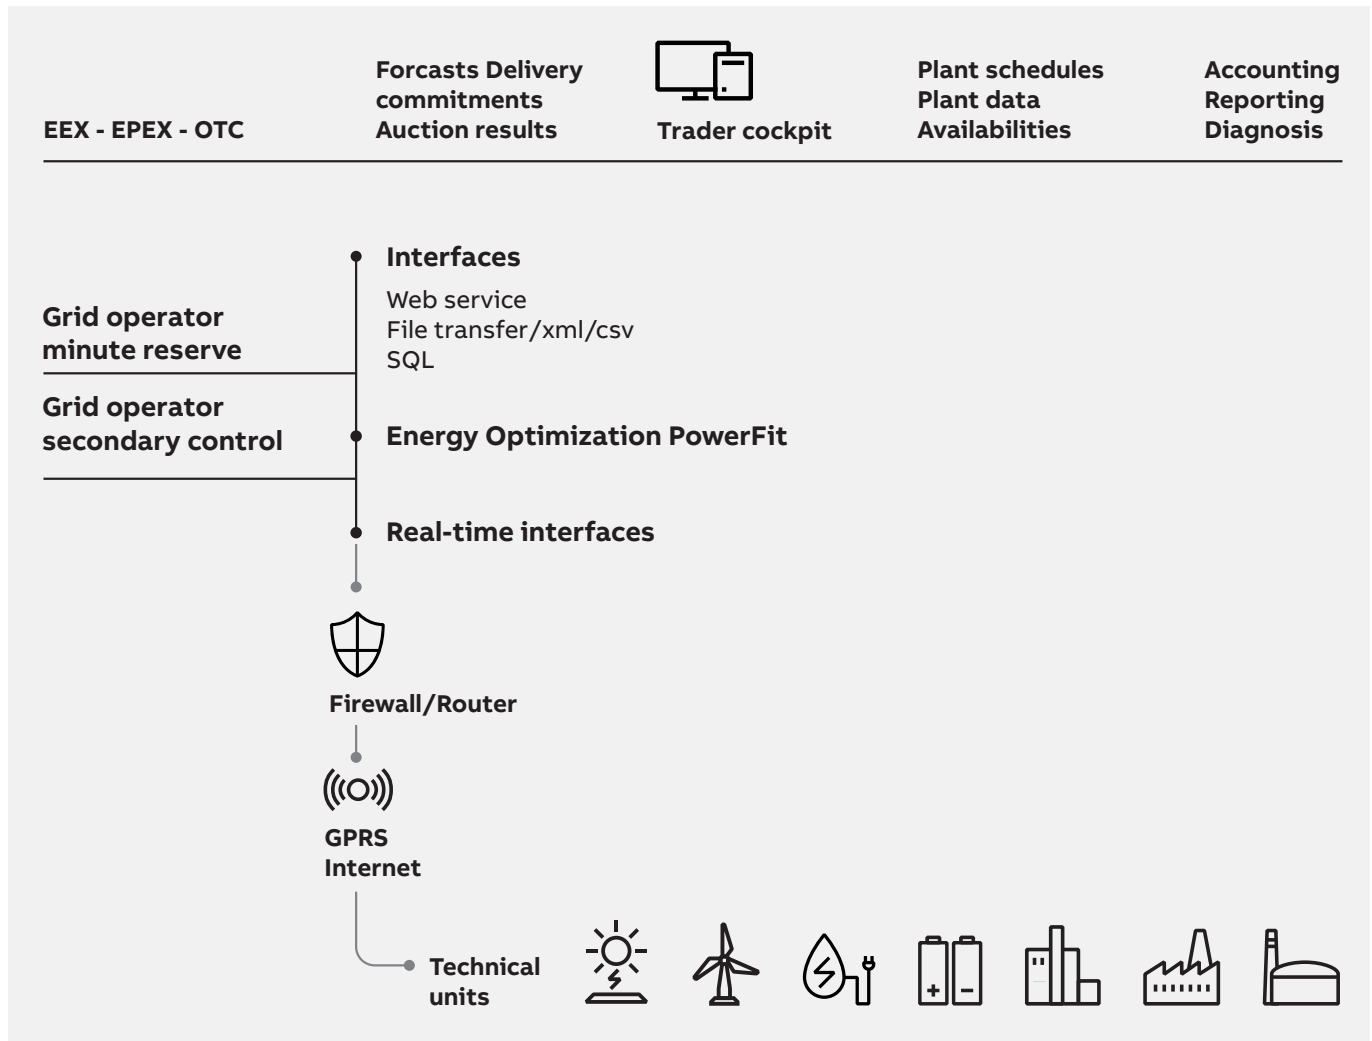 EEX - EPEX - OTC
Forcasts Delivery
commitments
Auction results
Trader cockpit
Plant schedules
Plant data
Availabilities
Accounting
Reporting
Diagnosis
Interfaces
Web service
File transfer/xml/csv
SQL
Grid operator
minute reserve
Grid operator
secondary control
Energy Optimization PowerFit
Real-time interfaces
Firewall/Router
GPRS
Internet
Technical
units